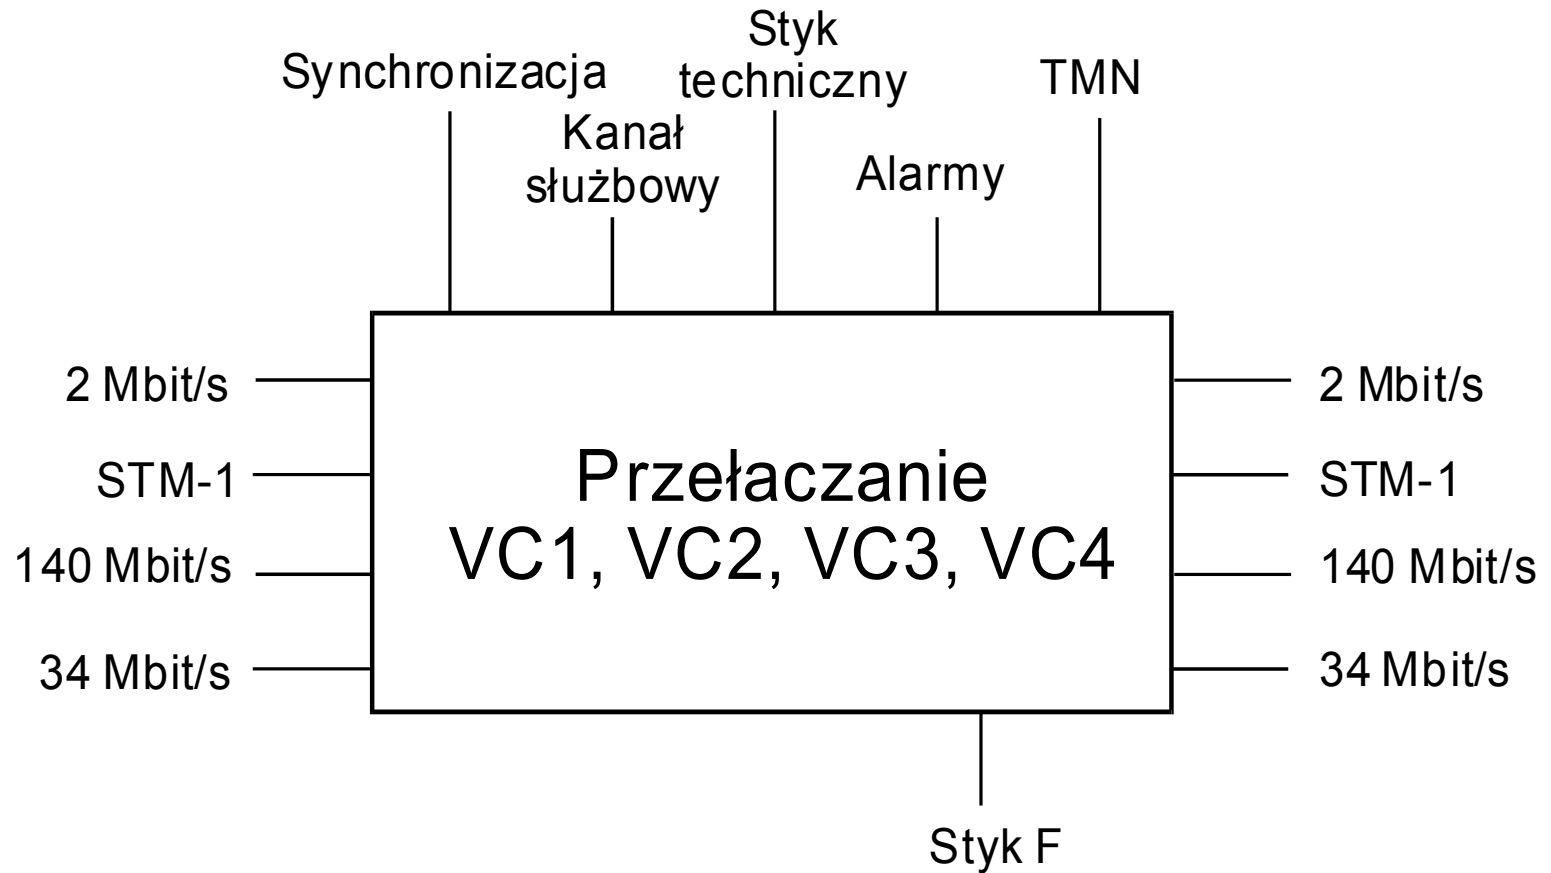 Synchronizacja
Kanał
służbowy
Styk
techniczny
Alarmy
TMN
2 Mbit/s
STM-1
140 Mbit/s
34 Mbit/s
Przełaczanie
VC1, VC2, VC3, VC4
2 Mbit/s
STM-1
140 Mbit/s
34 Mbit/s
Styk F